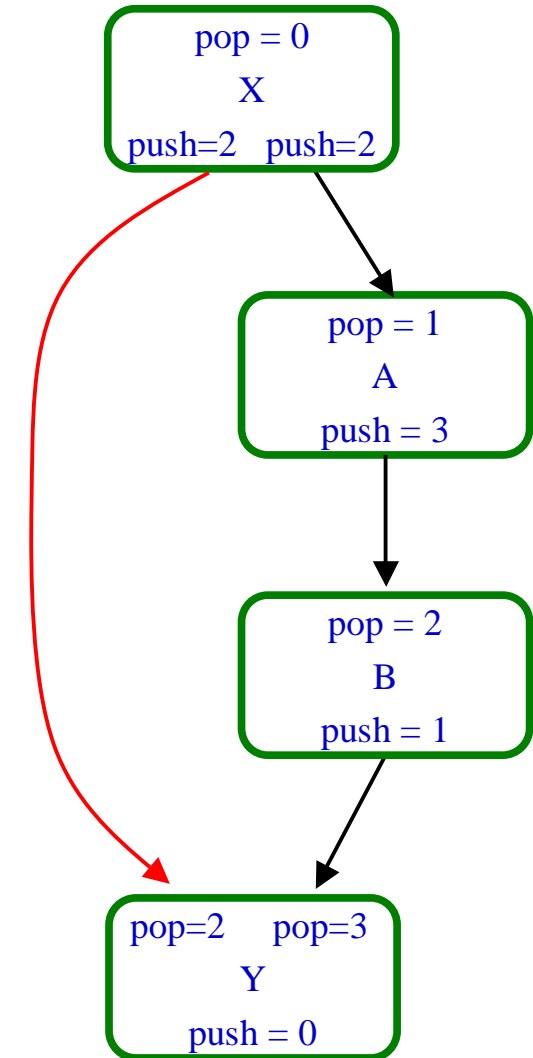 pop = 0
X
push=2 push=2
pop = 1
A
push = 3
pop = 2
B
push = 1
pop=2 pop=3
Y
push = 0